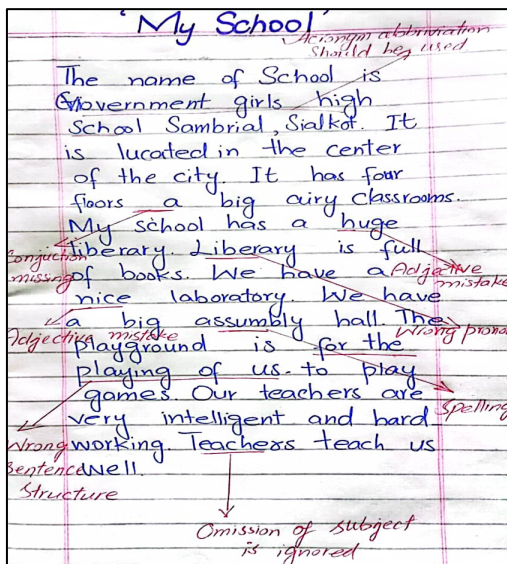 'My School'
Acronym abbriviation
should be used
The name of School is
Government girls high
School Sambrial, Sialkot. It
is lucated in the center
of the city. It has four
floors a big airy classrooms.
My school has a huge
liberary. Liberary is full
Conjuction
missing
of books. We have a
Adjective
mistake
nice laboratory. We have
a big assumbly hall. The
Adjective mistake
Wrong prono
playground is for the
playing of us. to play
games. Our teachers are
Spelling
very intelligent and hard
working. Teachers teach us
Wrong
Sentence
Structure
well.
Omission of subject
is ignored